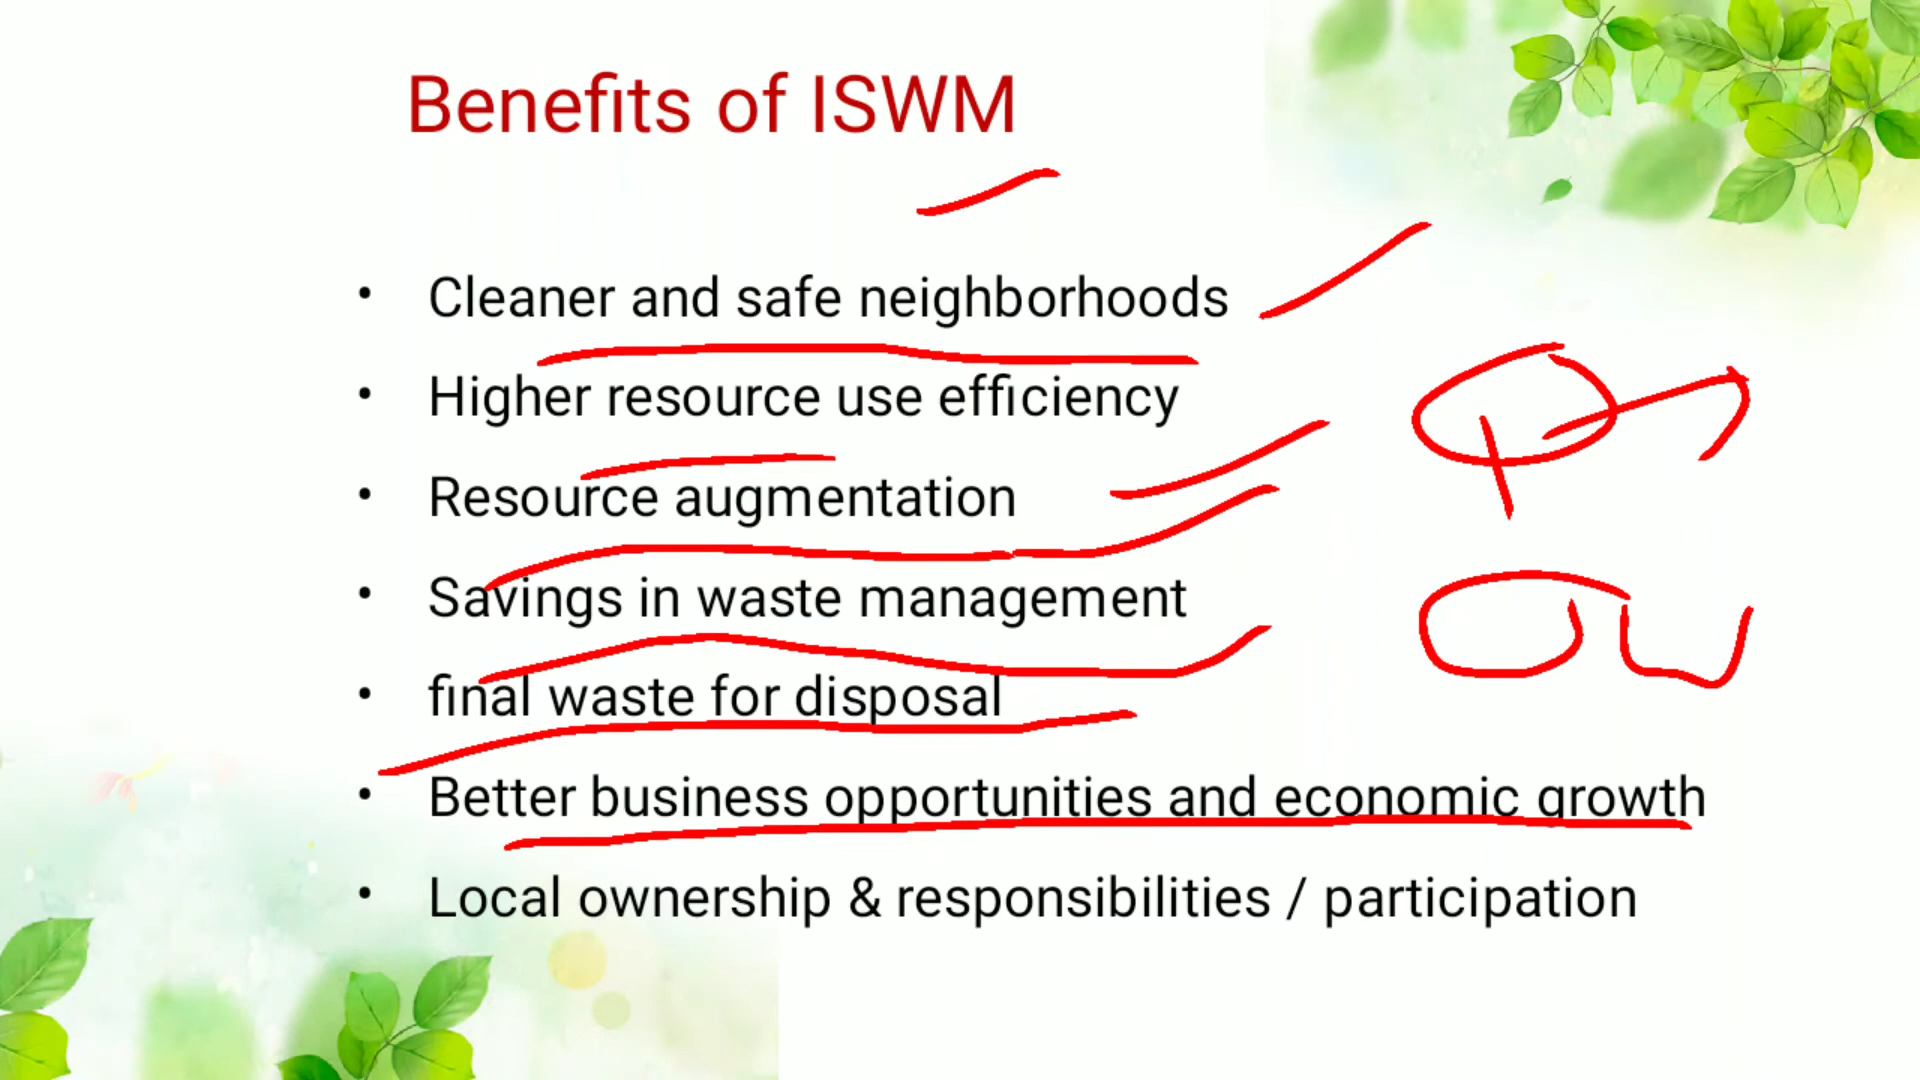 Benefits of ISWM
• Cleaner and safe neighborhoods
• Higher resource use efficiency
• Resource augmentation
• Savings in waste management
• final waste for disposal
• Better business opportunities and economic growth
• Local ownership & responsibilities / participation